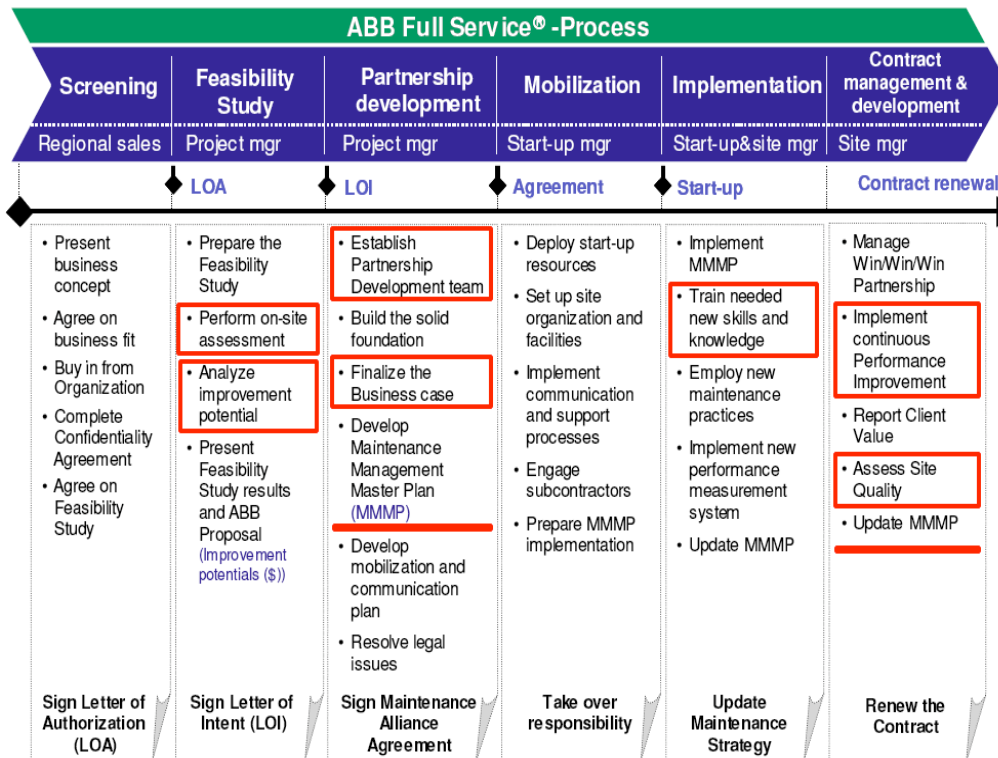 ABB Full Service® -Process
Screening
Feasibility
Study
Partnership
development
Mobilization
Implementation
Contract
management &
development
Regional sales
Project mgr
Project mgr
Start-up mgr
Start-up&site mgr
Site mgr
LOA
LOI
Agreement
Start-up
Contract renewal
• Present
business
concept
• Agree on
business fit
• Buy in from
Organization
• Complete
Confidentiality
Agreement
• Agree on
Feasibility
Study
Sign Letter of
Authorization
(LOA)
• Prepare the
Feasibility
Study
• Perform on-site
assessment
• Analyze
improvement
potential
• Present
Feasibility
Study results
and ABB
Proposal
(Improvement
potentials ($))
Sign Letter of
Intent (LOI)
• Establish
Partnership
Development team
• Build the solid
foundation
• Finalize the
Business case
• Develop
Maintenance
Management
Master Plan
(MMMP)
• Develop
mobilization and
communication
plan
• Resolve legal
issues
Sign Maintenance
Alliance
Agreement
• Deploy start-up
resources
• Set up site
organization and
facilities
• Implement
communication
and support
processes
• Engage
subcontractors
• Prepare MMMP
implementation
Take over
responsibility
• Implement
MMMP
• Train needed
new skills and
knowledge
• Employ new
maintenance
practices
• Implement new
performance
measurement
system
• Update MMMP
Update
Maintenance
Strategy
• Manage
Win/Win/Win
Partnership
• Implement
continuous
Performance
Improvement
• Report Client
Value
• Assess Site
Quality
• Update MMMP
Renew the
Contract